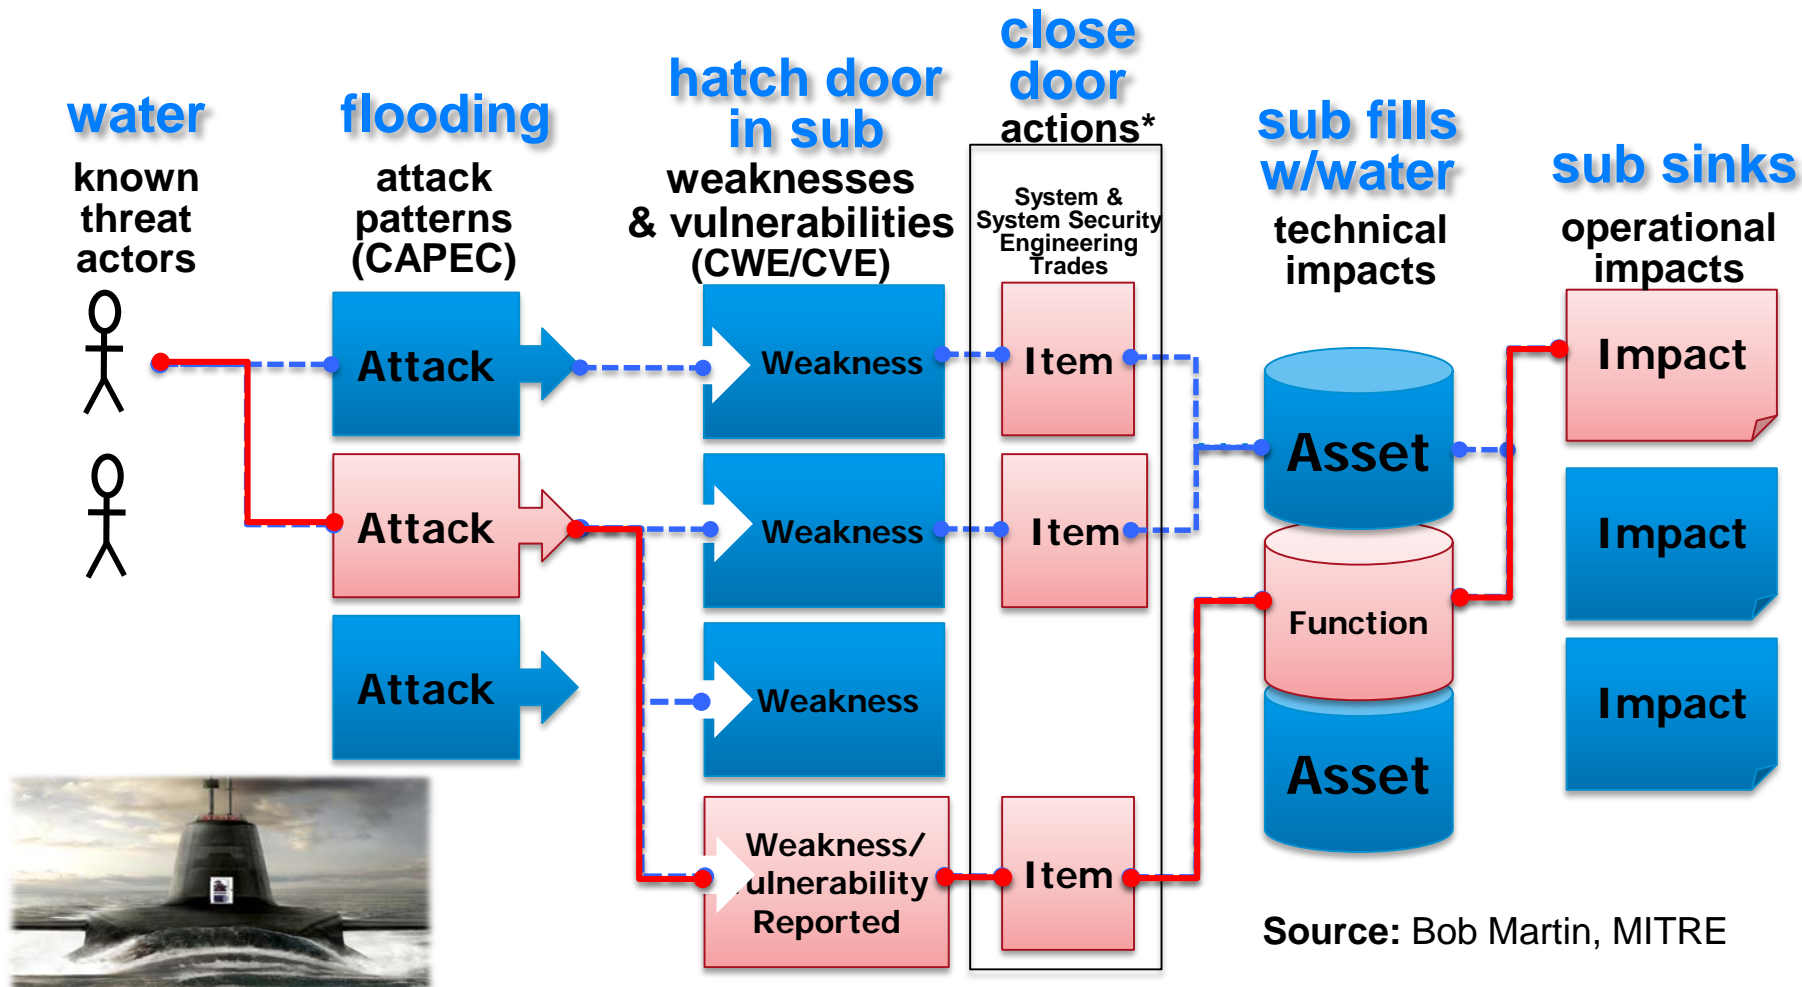 water
known
threat
actors
flooding
attack
patterns
(CAPEC)
hatch door
in sub
weaknesses
& vulnerabilities
(CWE/CVE)
close
door
actions*
System &
System Security
Engineering
Trades
sub fills
w/water
technical
impacts
sub sinks
operational
impacts
Attack
Weakness
Item
Asset
Impact
Attack
Weakness
Item
Function
Impact
Attack
Weakness
Asset
Impact
Weakness/
Vulnerability
Reported
Item
Source: Bob Martin, MITRE